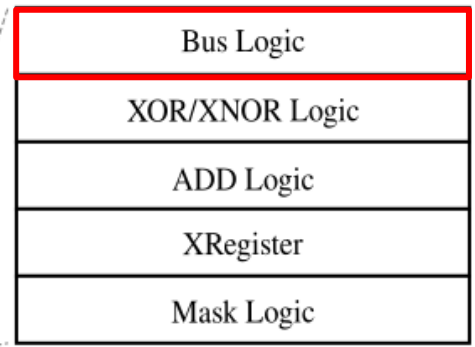 Bus Logic
XOR/XNOR Logic
ADD Logic
XRegister
Mask Logic